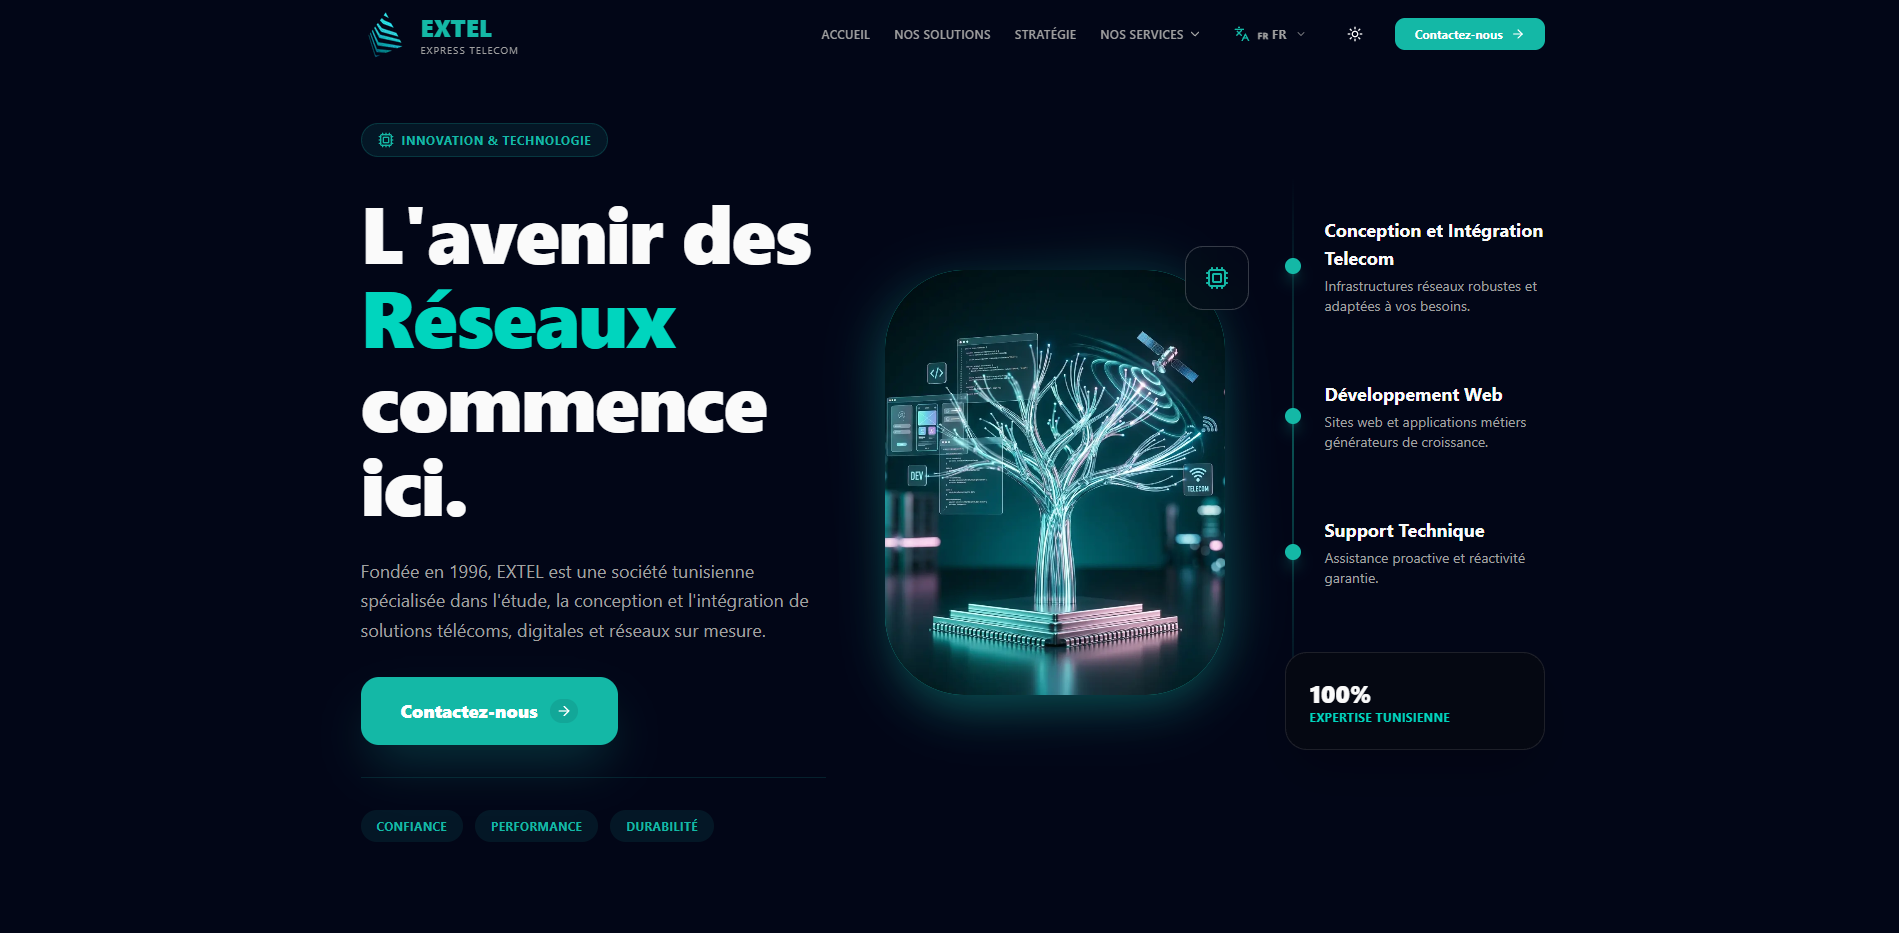 EXTEL
EXPRESS TELECOM
ACCUEIL
NOS SOLUTIONS
STRATÉGIE
NOS SERVICES
FR FR
Contactez-nous
INNOVATION & TECHNOLOGIE
L'avenir des
Réseaux
commence
ici.
Fondée en 1996, EXTEL est une société tunisienne
spécialisée dans l'étude, la conception et l'intégration de
solutions télécoms, digitales et réseaux sur mesure.
Contactez-nous
CONFIANCE
PERFORMANCE
DURABILITÉ
</>
DEV
TELECOM
Conception et Intégration
Telecom
Infrastructures réseaux robustes et
adaptées à vos besoins.
Développement Web
Sites web et applications métiers
générateurs de croissance.
Support Technique
Assistance proactive et réactivité
garantie.
100%
EXPERTISE TUNISIENNE